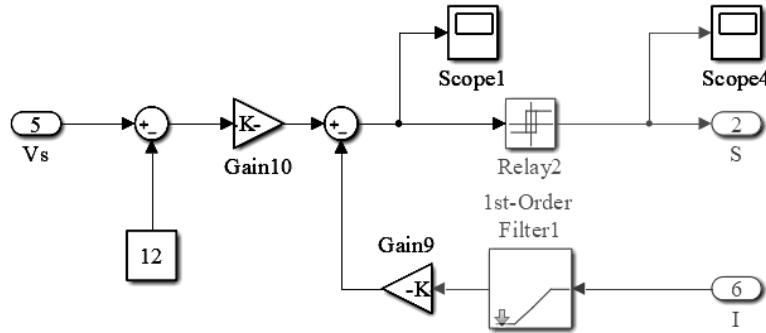 Scope1
Scope4
5
Vs
+
-
-K-
Gain10
+
-
Relay2
2
S
12
1st-Order
Filter1
Gain9
-K
6
I